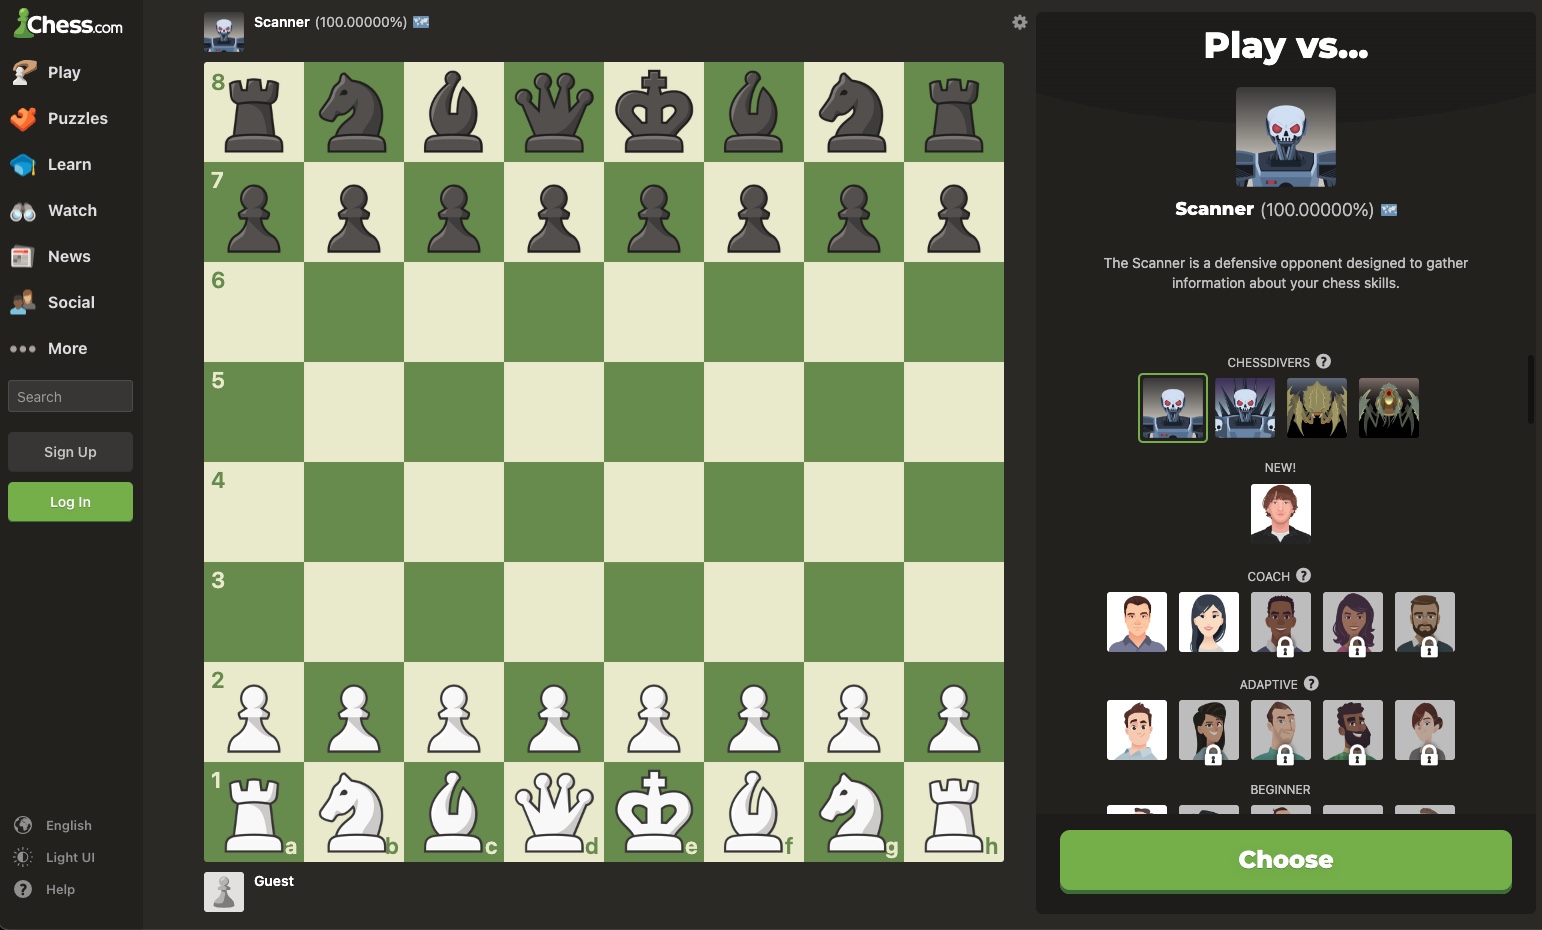 Chess.com
Play
Puzzles
Learn
Watch
News
Social
More
Search
Sign Up
Log In
English
Light UI
Help
Scanner (100.00000%)
8
7
6
5
4
3
2
1
a b c d e f g h
Guest
Play vs...
Scanner (100.00000%)
The Scanner is a defensive opponent designed to gather
information about your chess skills.
CHESSDIVERS ?
NEW!
COACH ?
ADAPTIVE ?
BEGINNER
Choose